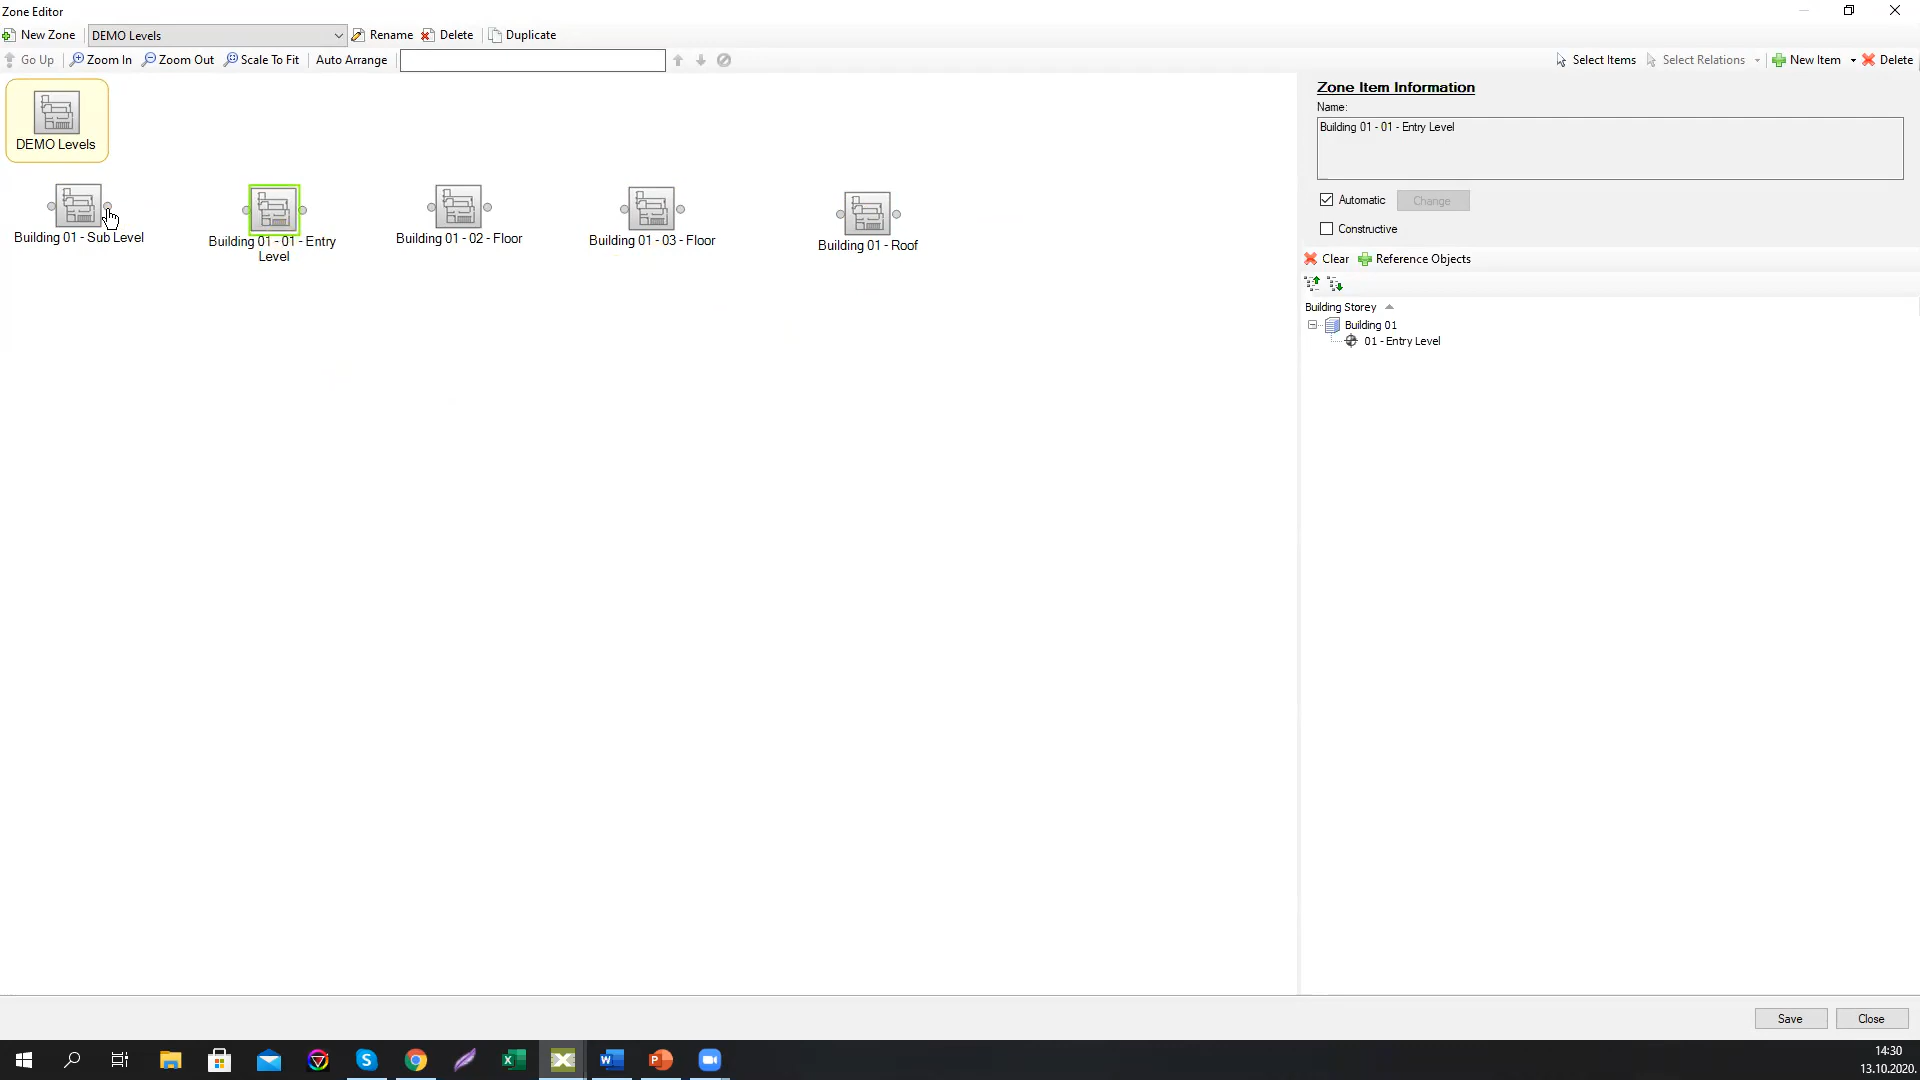 Zone Editor
New Zone DEMO Levels Rename Delete Duplicate
Go Up Zoom In Zoom Out Scale To Fit Auto Arrange Select Items Select Relations New Item Delete
DEMO Levels
Building 01 - Sub Level
Building 01 - 01 - Entry
Level
Building 01 - 02 - Floor
Building 01 - 03 - Floor
Building 01 - Roof
Zone Item Information
Name:
Building 01 - 01 - Entry Level
Automatic Change
Constructive
Clear Reference Objects
Building Storey
Building 01
01 - Entry Level
Save Close
14:30
13.10.2020.